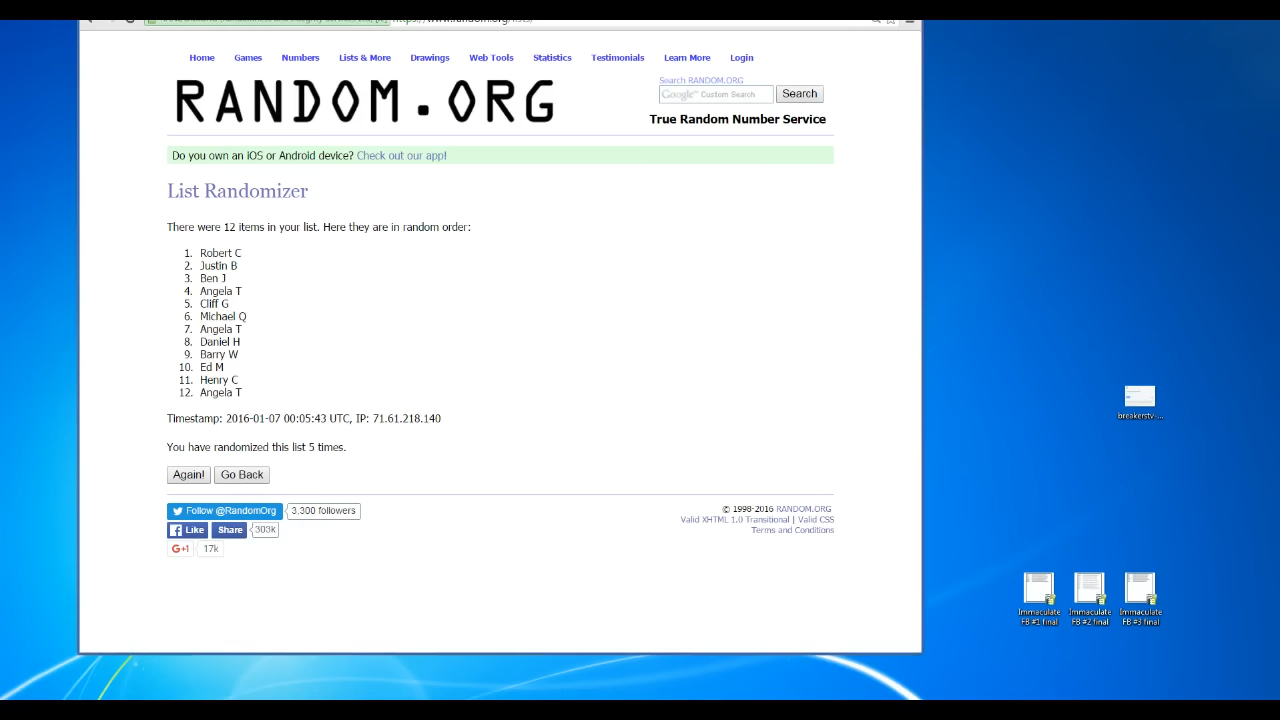 Home Games Numbers Lists & More Drawings Web Tools Statistics Testimonials Learn More Login
RANDOM.ORG
Search RANDOM.ORG
Google™ Custom Search Search
True Random Number Service
Do you own an iOS or Android device? Check out our app!
List Randomizer
There were 12 items in your list. Here they are in random order:
1. Robert C
2. Justin B
3. Ben J
4. Angela T
5. Cliff G
6. Michael Q
7. Angela T
8. Daniel H
9. Barry W
10. Ed M
11. Henry C
12. Angela T
Timestamp: 2016-01-07 00:05:43 UTC, IP: 71.61.218.140
You have randomized this list 5 times.
Again! Go Back
Follow @RandomOrg 3,300 followers
Like Share 303k
G+1 17k
© 1998-2016 RANDOM.ORG
Valid XHTML 1.0 Transitional | Valid CSS
Terms and Conditions
breakerstv-...
Immaculate FB #1 final
Immaculate FB #2 final
Immaculate FB #3 final